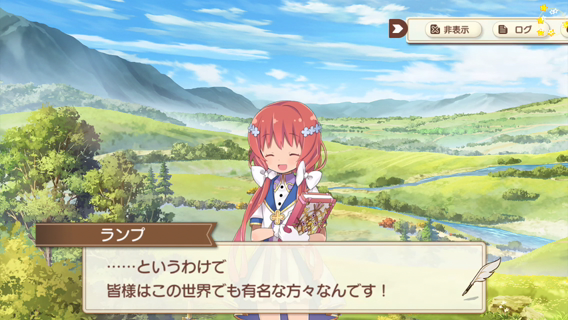 非表示
ログ
ランプ
……というわけで
皆様はこの世界でも有名な方々なんです！